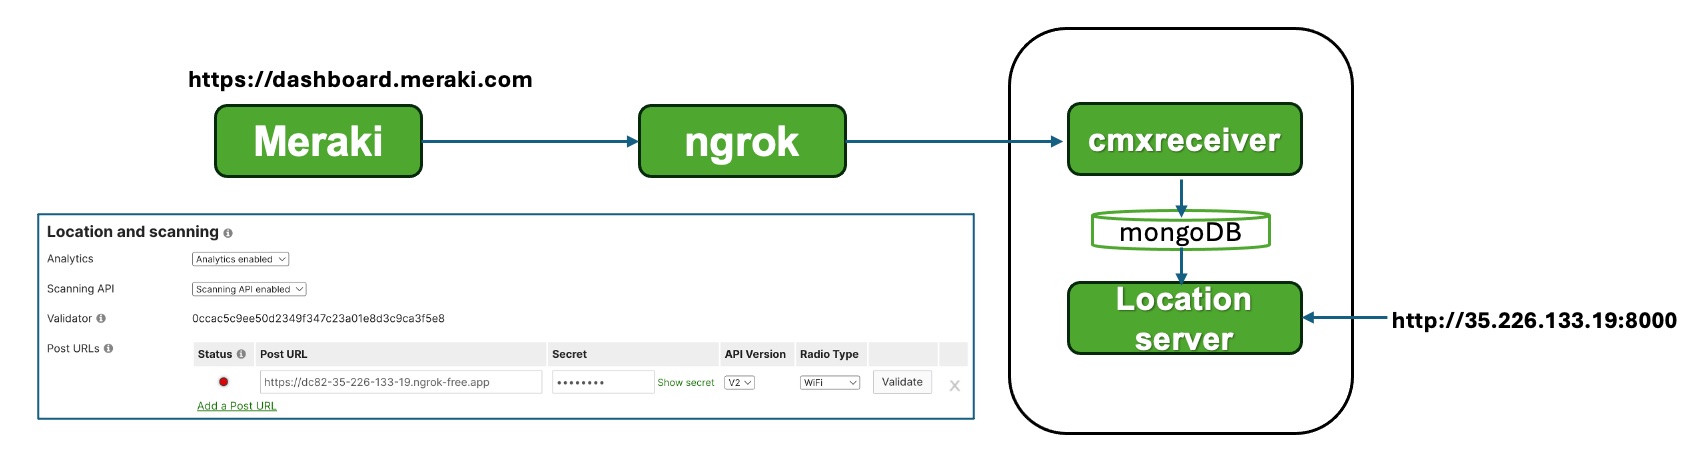 https://dashboard.meraki.com
Meraki
ngrok
cmxreceiver
mongoDB
Location
server
http://35.226.133.19:8000
Location and scanning
Analytics
Analytics enabled
Scanning API
Scanning API enabled
Validator
0ccac5c9ee50d2349f347c23a01e8d3c9ca3f5e8
Post URLs
Status Post URL Secret API Version Radio Type
https://dc82-35-226-133-19.ngrok-free.app •••••••• Show secret V2 WiFi Validate X
Add a Post URL